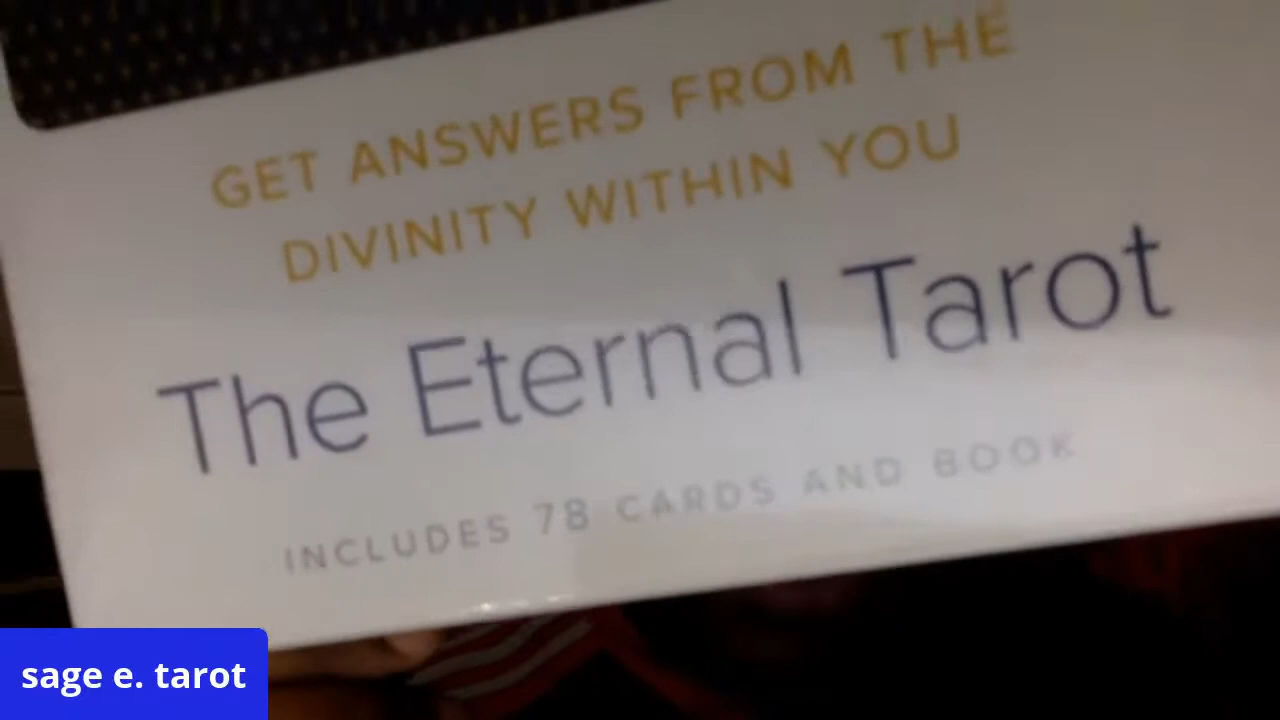 GET ANSWERS FROM THE
DIVINITY WITHIN YOU
The Eternal Tarot
INCLUDES 78 CARDS AND BOOK
sage e. tarot